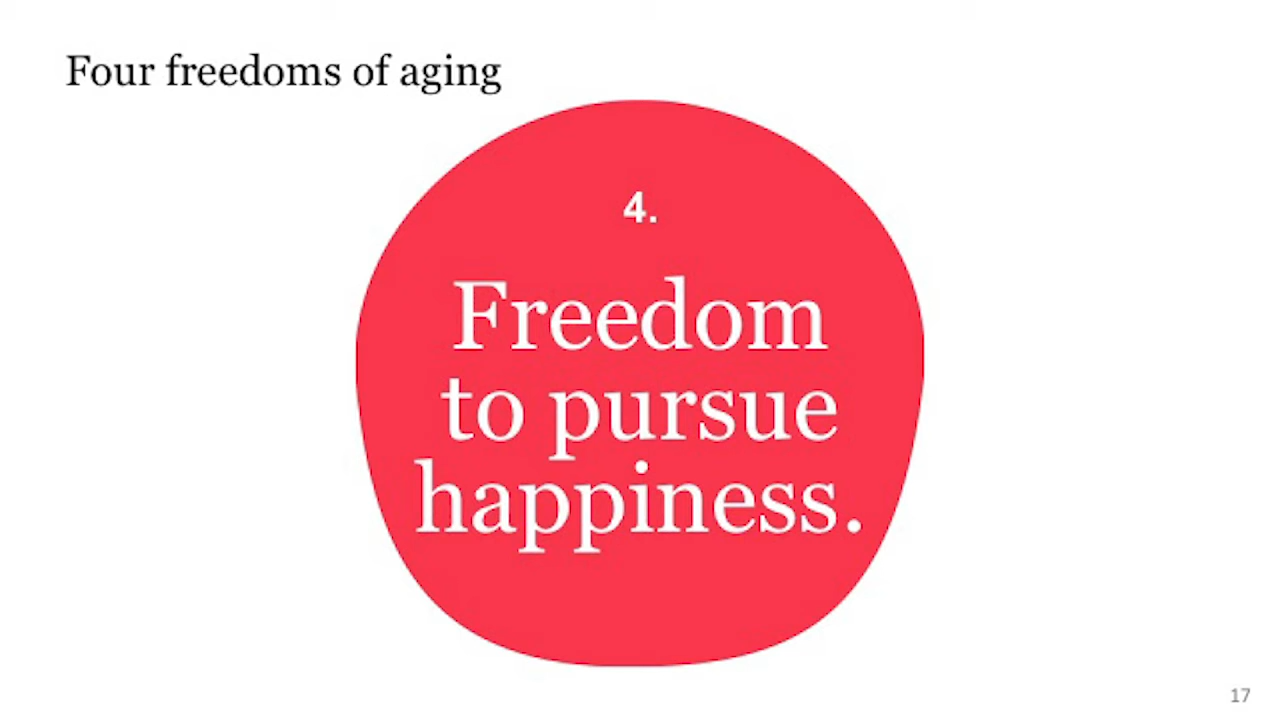 Four freedoms of aging
4.
Freedom
to pursue
happiness.
17